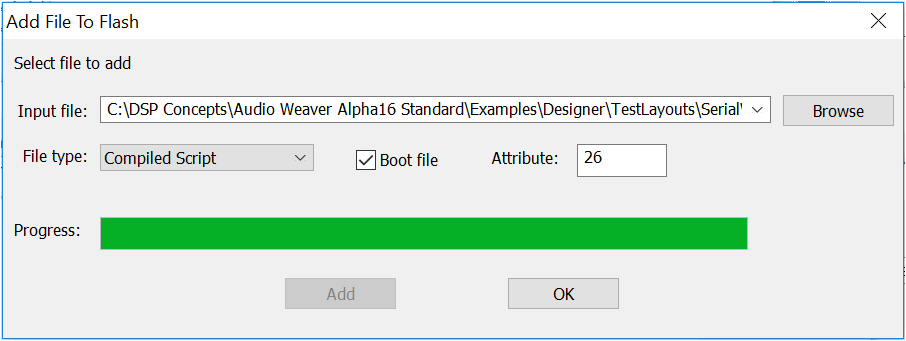 Add File To Flash
Select file to add
Input file: C:\DSP Concepts\Audio Weaver Alpha16 Standard\Examples\Designer\TestLayouts\Serial\ Browse
File type: Compiled Script Boot file Attribute: 26
Progress:
Add OK